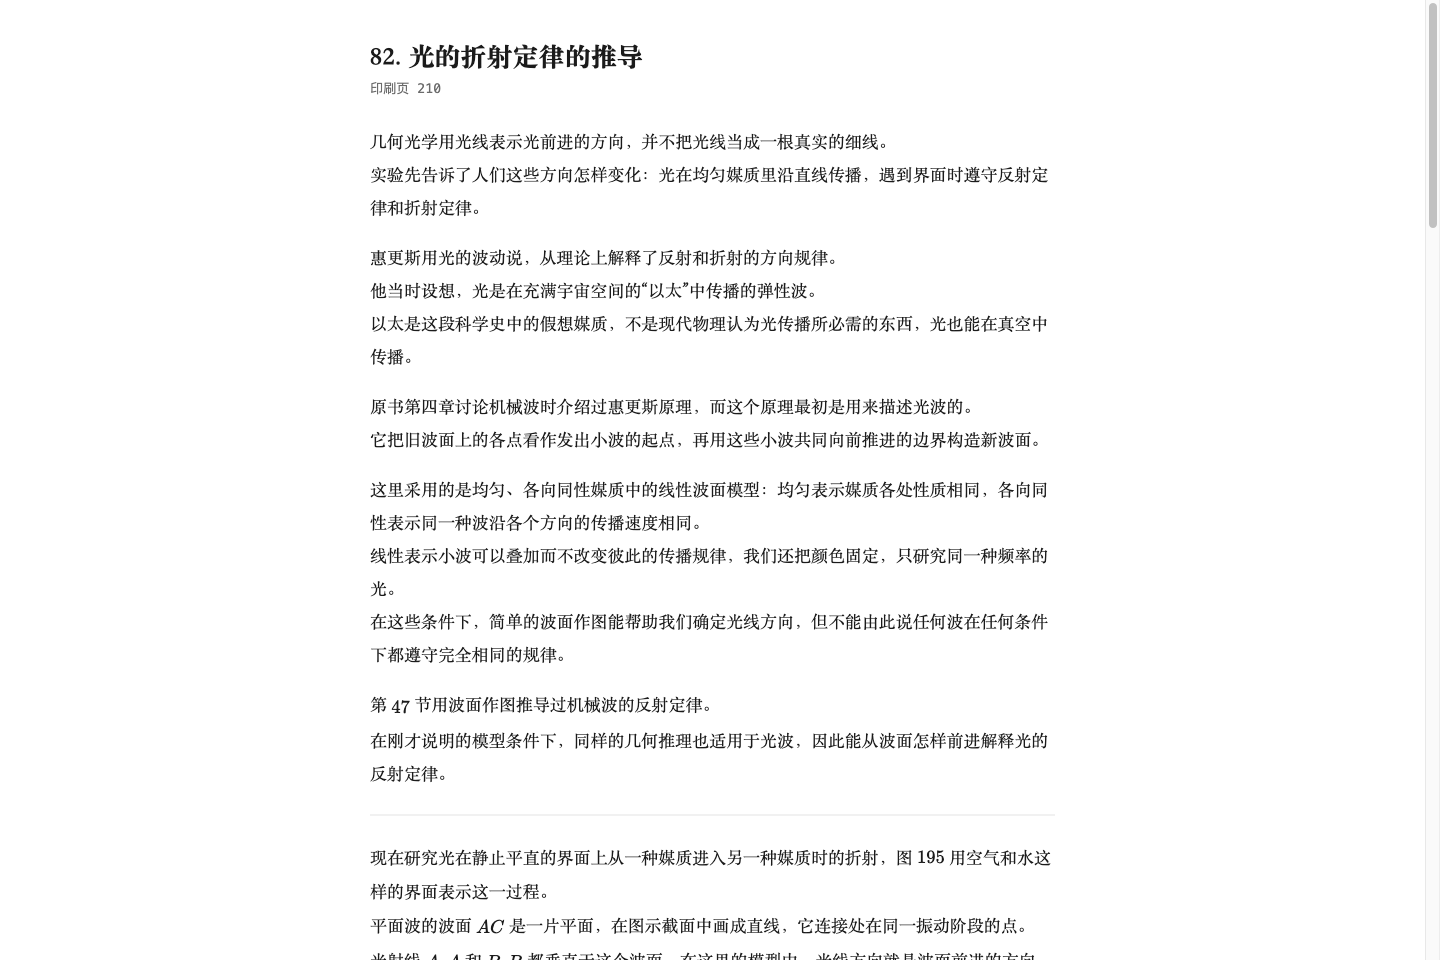 82. 光的折射定律的推导
印刷页 210
几何光学用光线表示光前进的方向，并不把光线当成一根真实的细线。
实验先告诉了人们这些方向怎样变化：光在均匀媒质里沿直线传播，遇到界面时遵守反射定
律和折射定律。
惠更斯用光的波动说，从理论上解释了反射和折射的方向规律。
他当时设想，光是在充满宇宙空间的“以太”中传播的弹性波。
以太是这段科学史中的假想媒质，不是现代物理认为光传播所必需的东西，光也能在真空中
传播。
原书第四章讨论机械波时介绍过惠更斯原理，而这个原理最初是用来描述光波的。
它把旧波面上的各点看作发出小波的起点，再用这些小波共同向前推进的边界构造新波面。
这里采用的是均匀、各向同性媒质中的线性波面模型：均匀表示媒质各处性质相同，各向同
性表示同一种波沿各个方向的传播速度相同。
线性表示小波可以叠加而不改变彼此的传播规律，我们还把颜色固定，只研究同一种频率的
光。
在这些条件下，简单的波面作图能帮助我们确定光线方向，但不能由此说任何波在任何条件
下都遵守完全相同的规律。
第 47 节用波面作图推导过机械波的反射定律。
在刚才说明的模型条件下，同样的几何推理也适用于光波，因此能从波面怎样前进解释光的
反射定律。
现在研究光在静止平直的界面上从一种媒质进入另一种媒质时的折射，图 195 用空气和水这
样的界面表示这一过程。
平面波的波面 AC 是一片平面，在图示截面中画成直线，它连接处在同一振动阶段的点。
都垂直于这个波面，在这里的模型中，光线方向就是波面前进的方向